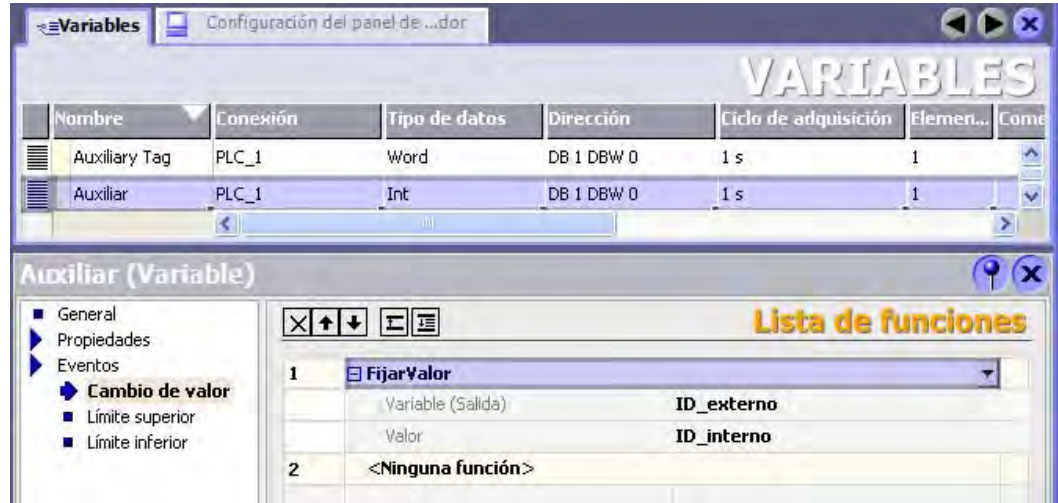 Variables Configuración del panel de ...dor
VARIABLES
Nombre Conexión Tipo de datos Dirección Ciclo de adquisición Elemen... Come
Auxiliary Tag PLC_1 Word DB 1 DBW 0 1 s 1
Auxiliar PLC_1 Int DB 1 DBW 0 1 s 1
Auxiliar (Variable)
General
Propiedades
Eventos
Cambio de valor
Límite superior
Límite inferior
Lista de funciones
1 FijarValor
Variable (Salida) ID_externo
Valor ID_interno
2 <Ninguna función>